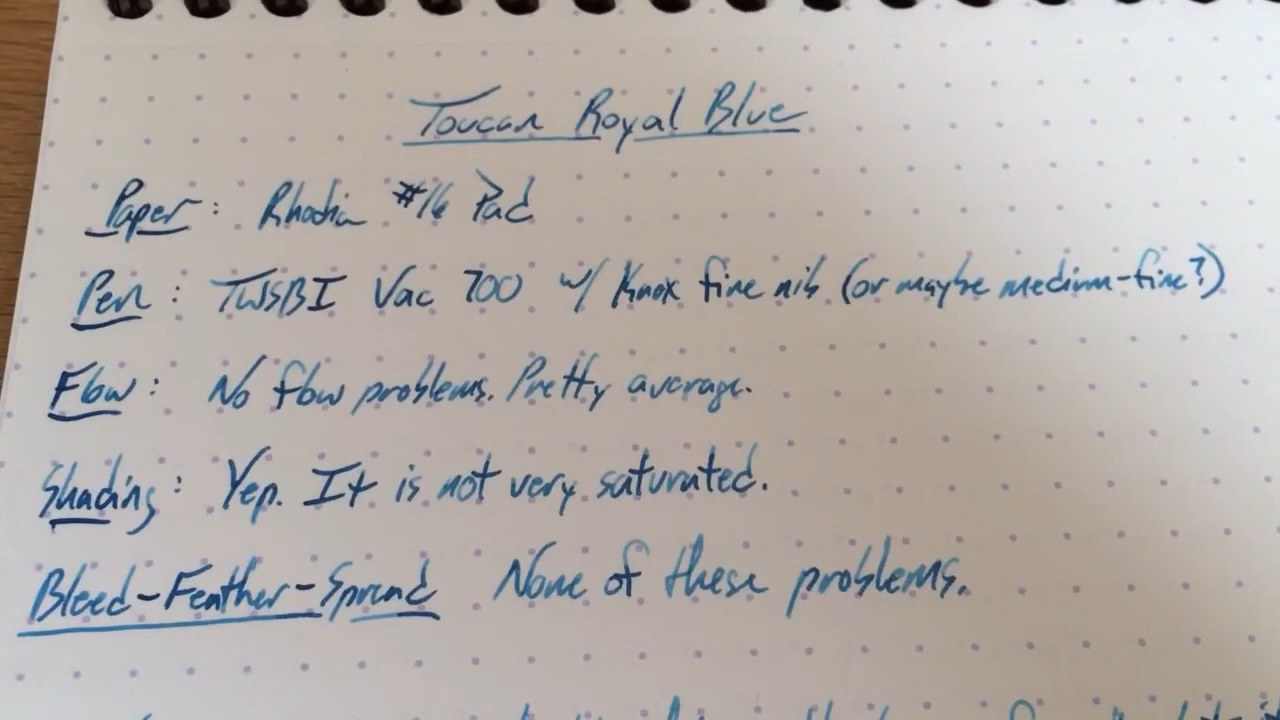 Toucan Royal Blue
Paper: Rhodia #16 Pad
Pen: TWSBI Vac 700 w/ Knox fine nib (or maybe medium-fine?)
Flow: No flow problems. Pretty average.
Shading: Yep. It is not very saturated.
Bleed-Feather-Spread None of these problems.